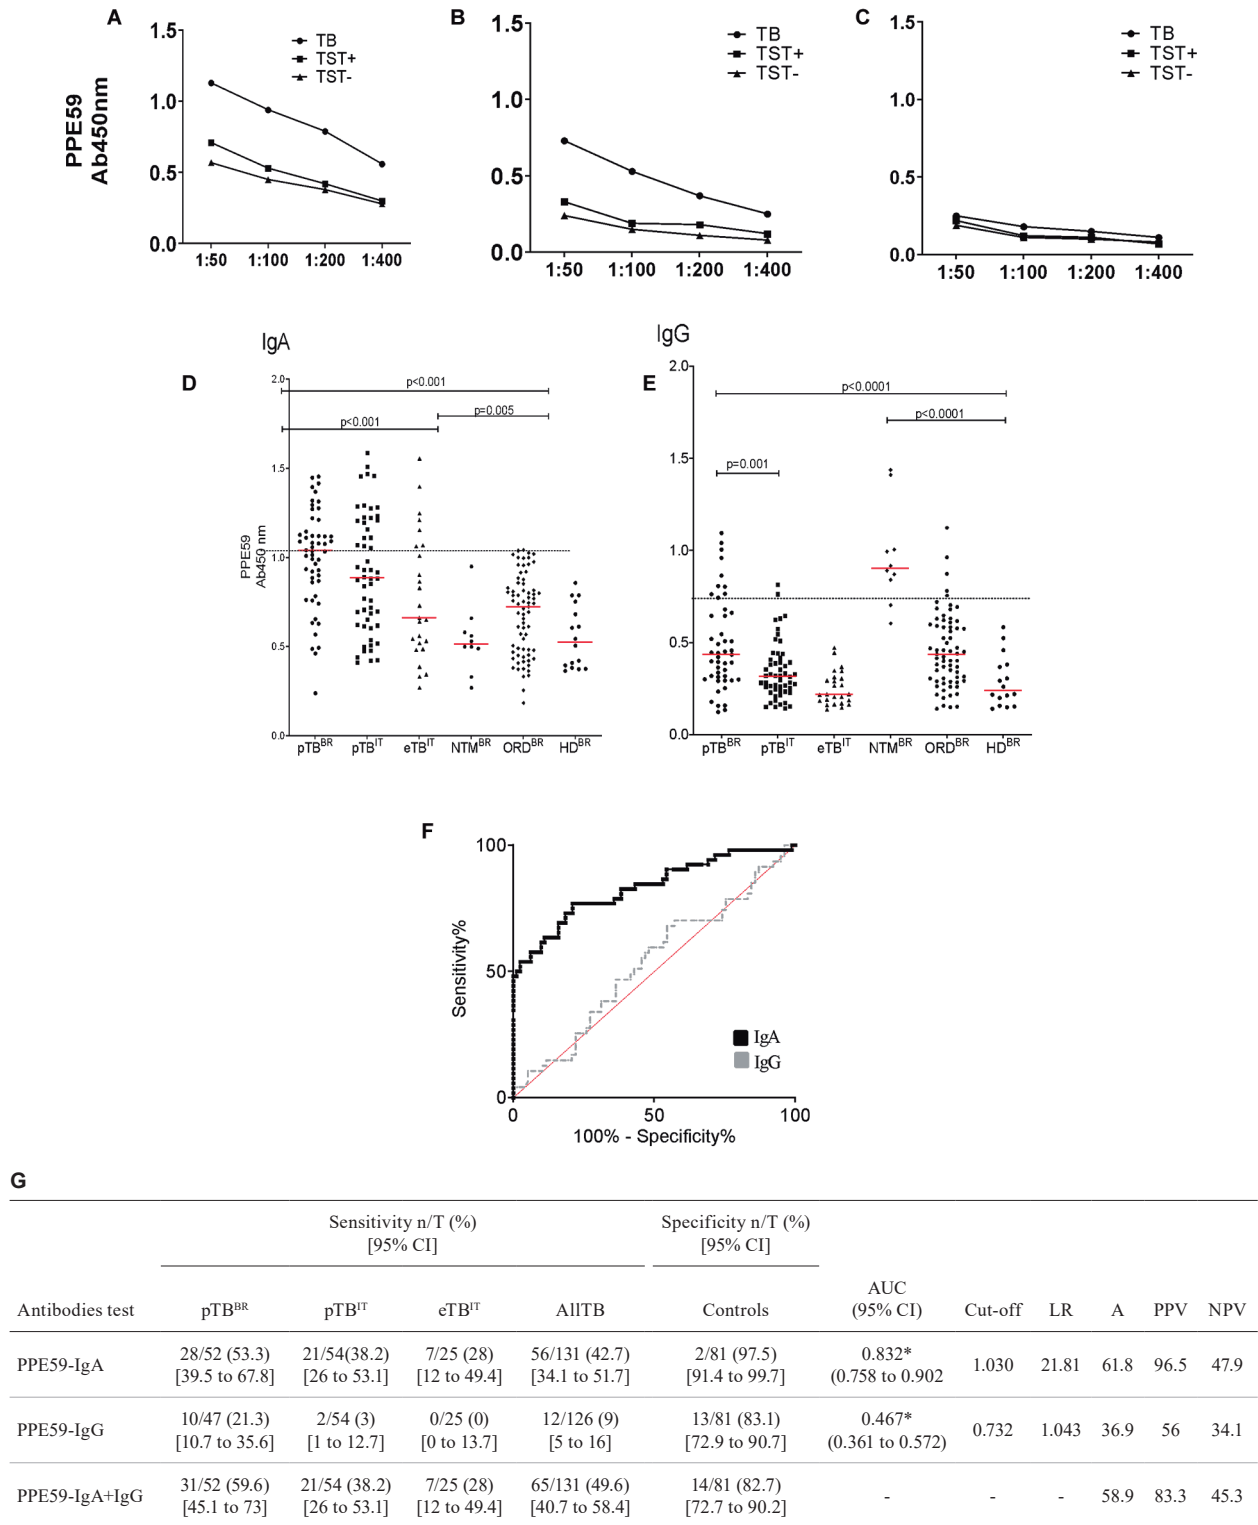 A
1.5
1.0
0.5
0.0
PPE59
Ab450nm
TB
TST+
TST-
1:50 1:100 1:200 1:400
B
1.5
1.0
0.5
0.0
TB
TST+
TST-
1:50 1:100 1:200 1:400
C
1.5
1.0
0.5
0.0
TB
TST+
TST-
1:50 1:100 1:200 1:400
IgA
D
2.0
1.5
1.0
0.5
0.0
PPE59
Ab450 nm
p<0.001
p=0.005
p<0.001
pTBBR pTBIT eTBIT NTMBR ORDBR HDBR
IgG
E
2.0
1.5
1.0
0.5
0.0
p<0.0001
p<0.0001
p=0.001
pTBBR pTBIT eTBIT NTMBR ORDBR HDBR
F
100
50
0
Sensitivity%
IgA
IgG
0 50 100
100% - Specificity%
G
Sensitivity n/T (%) Specificity n/T (%)
[95% CI] [95% CI]
AUC
Antibodies test pTBBR pTBIT eTBIT AllTB Controls (95% CI) Cut-off LR A PPV NPV
28/52 (53.3) 21/54(38.2) 7/25 (28) 56/131 (42.7) 2/81 (97.5) 0.832*
PPE59-IgA 1.030 21.81 61.8 96.5 47.9
[39.5 to 67.8] [26 to 53.1] [12 to 49.4] [34.1 to 51.7] [91.4 to 99.7] (0.758 to 0.902
10/47 (21.3) 2/54 (3) 0/25 (0) 12/126 (9) 13/81 (83.1) 0.467*
PPE59-IgG 0.732 1.043 36.9 56 34.1
[10.7 to 35.6] [1 to 12.7] [0 to 13.7] [5 to 16] [72.9 to 90.7] (0.361 to 0.572)
31/52 (59.6) 21/54 (38.2) 7/25 (28) 65/131 (49.6) 14/81 (82.7)
PPE59-IgA+IgG - - - 58.9 83.3 45.3
[45.1 to 73] [26 to 53.1] [12 to 49.4] [40.7 to 58.4] [72.7 to 90.2]